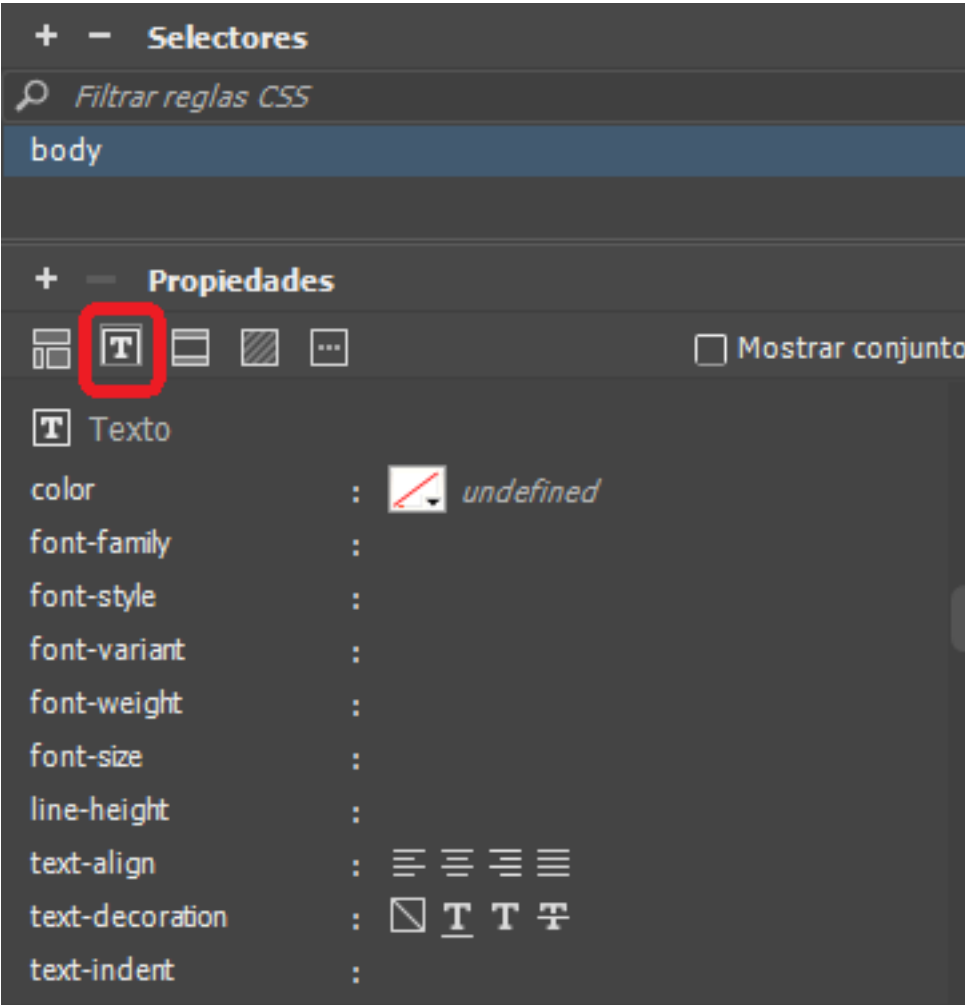 + − Selectores
Filtrar reglas CSS
body
+ − Propiedades
T Mostrar conjunto
T Texto
color : undefined
font-family :
font-style :
font-variant :
font-weight :
font-size :
line-height :
text-align :
text-decoration : T T T
text-indent :